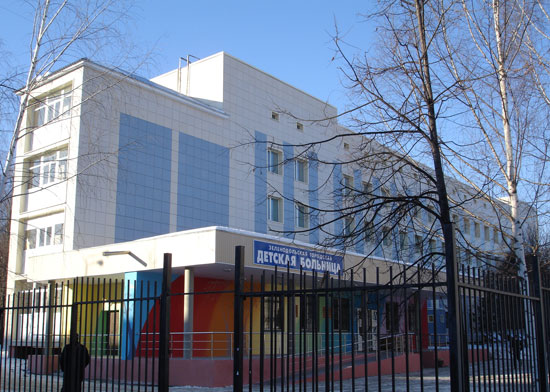 ЗЕЛЕНОДОЛЬСКАЯ ГОРОДСКАЯ
ДЕТСКАЯ БОЛЬНИЦА